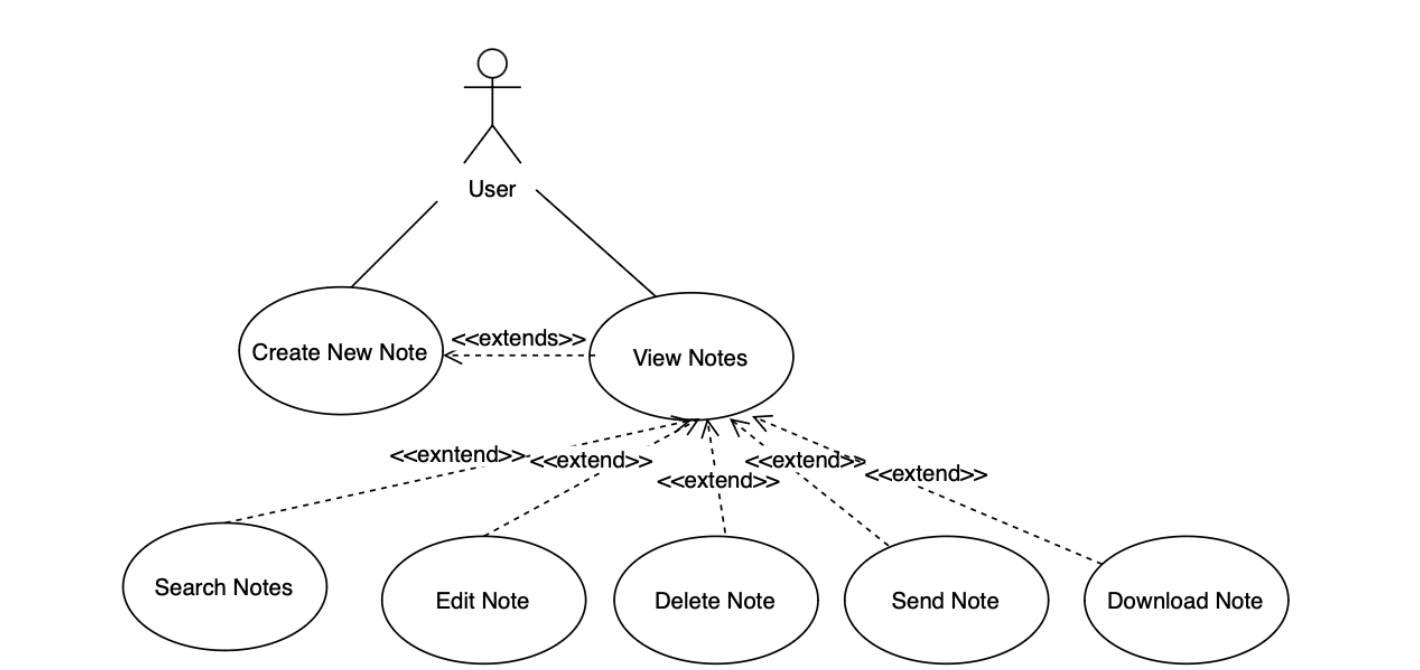 User
Create New Note
<<extends>>
View Notes
<<exntend>>
<<extend>>
<<extend>>
<<extend>>
<<extend>>
Search Notes
Edit Note
Delete Note
Send Note
Download Note